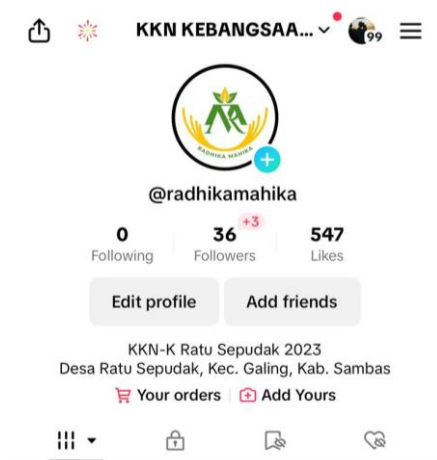 KKN KEBANGSAA...
99
RADHIKA MAHIKA
@radhikamahika
0 36 +3 547
Following Followers Likes
Edit profile Add friends
KKN-K Ratu Sepudak 2023
Desa Ratu Sepudak, Kec. Galing, Kab. Sambas
Your orders Add Yours